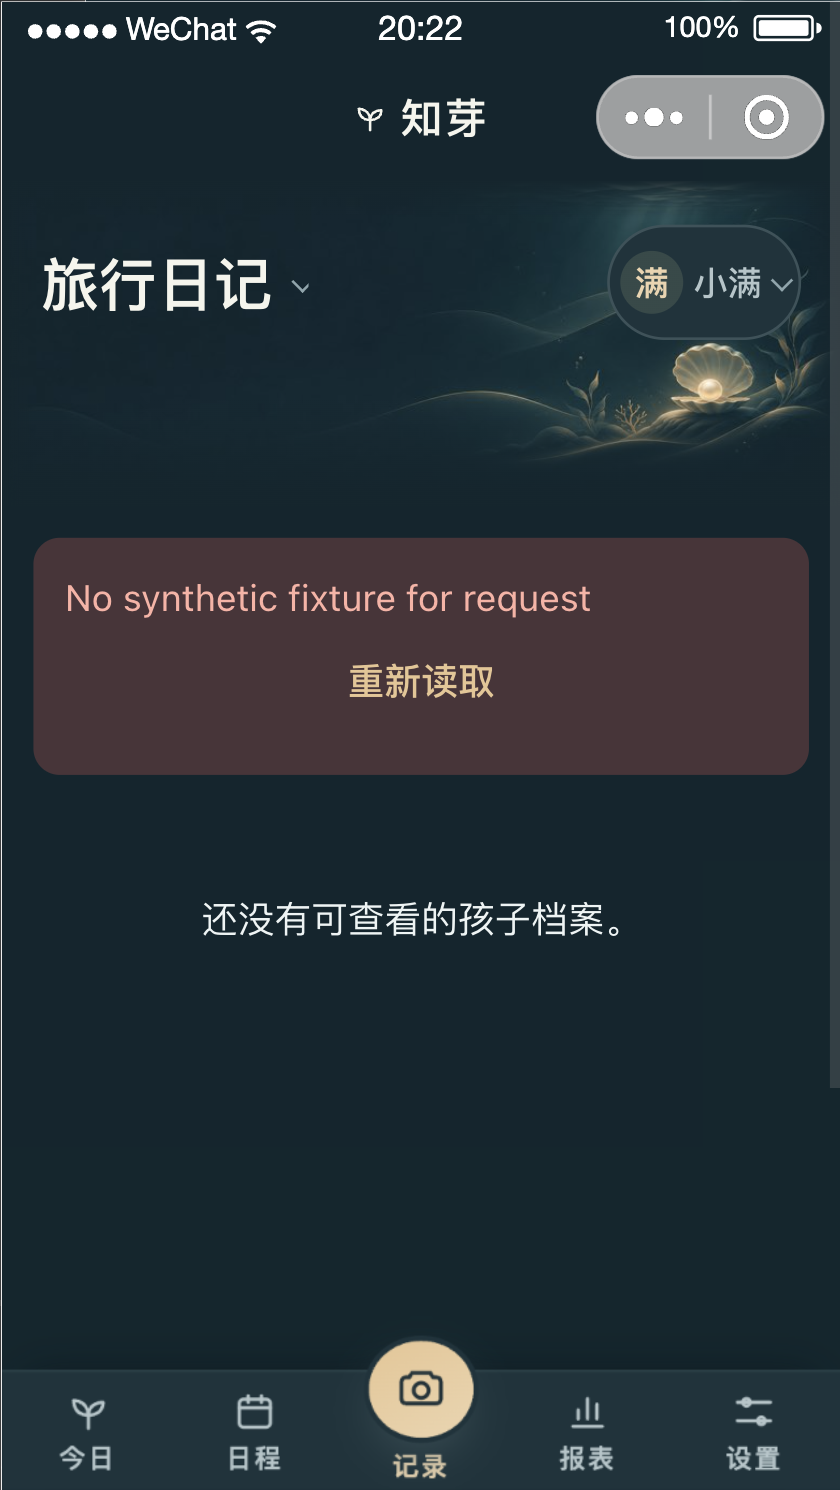 WeChat 20:22 100%
知芽
旅行日记
满 小满
No synthetic fixture for request
重新读取
还没有可查看的孩子档案。
今日 日程 记录 报表 设置